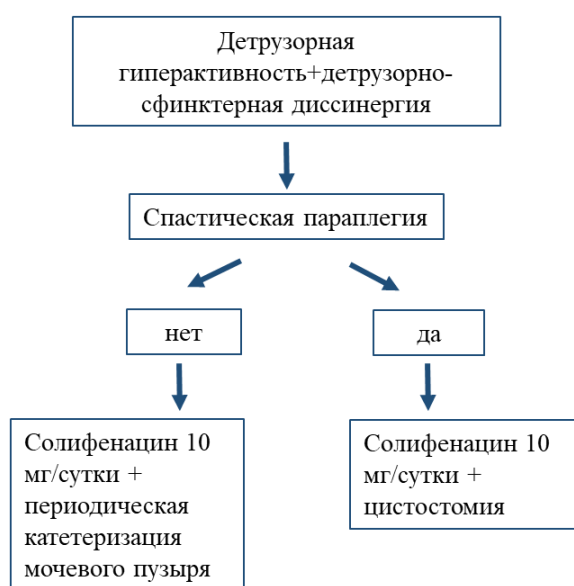 Детрузорная
гиперактивность+детрузорно-
сфинктерная диссинергия
Спастическая параплегия
нет
да
Солифенацин 10
мг/сутки +
периодическая
катетеризация
мочевого пузыря
Солифенацин 10
мг/сутки +
цистостомия